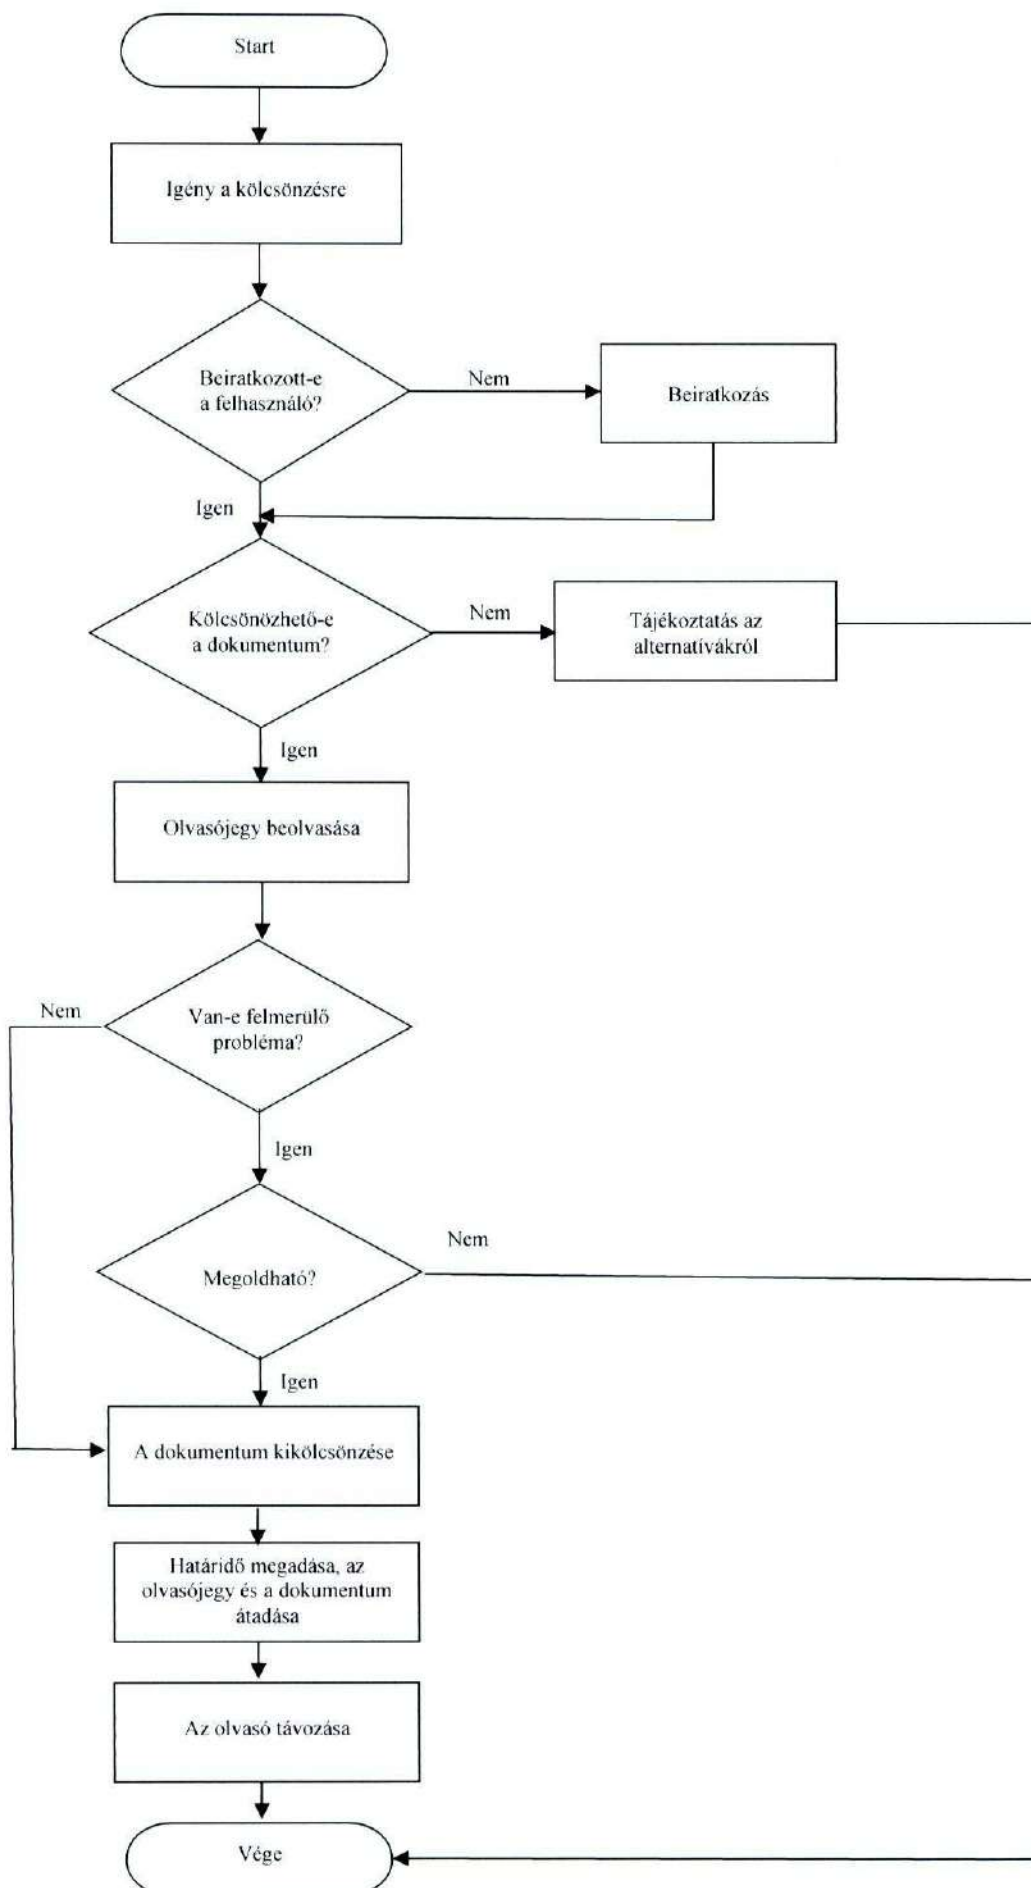 Start
Igény a kölcsönzésre
Beiratkozott-e
a felhasználó?
Nem
Beiratkozás
Igen
Kölcsönözhető-e
a dokumentum?
Nem
Tájékoztatás az
alternatívákról
Igen
Olvasójegy beolvasása
Nem
Van-e felmerülő
probléma?
Igen
Nem
Megoldható?
Igen
A dokumentum kikölcsönzése
Határidő megadása, az
olvasójegy és a dokumentum
átadása
Az olvasó távozása
Vége